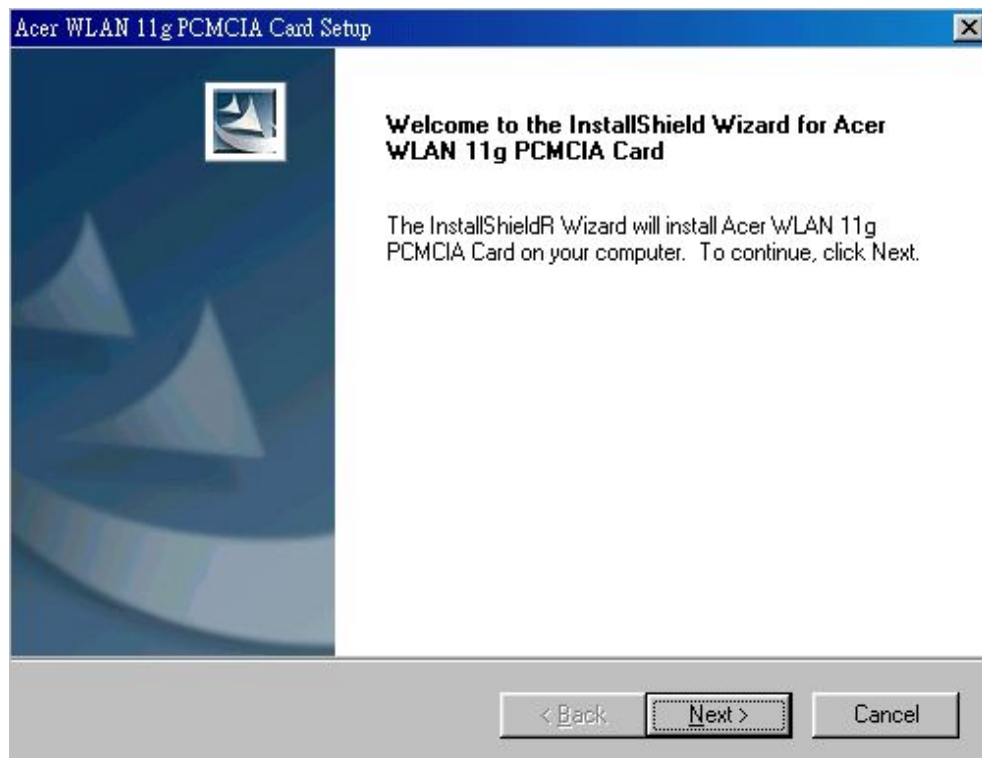 Acer WLAN 11g PCMCIA Card Setup
Welcome to the InstallShield Wizard for Acer
WLAN 11g PCMCIA Card
The InstallShieldR Wizard will install Acer WLAN 11g
PCMCIA Card on your computer.  To continue, click Next.
< Back
Next >
Cancel